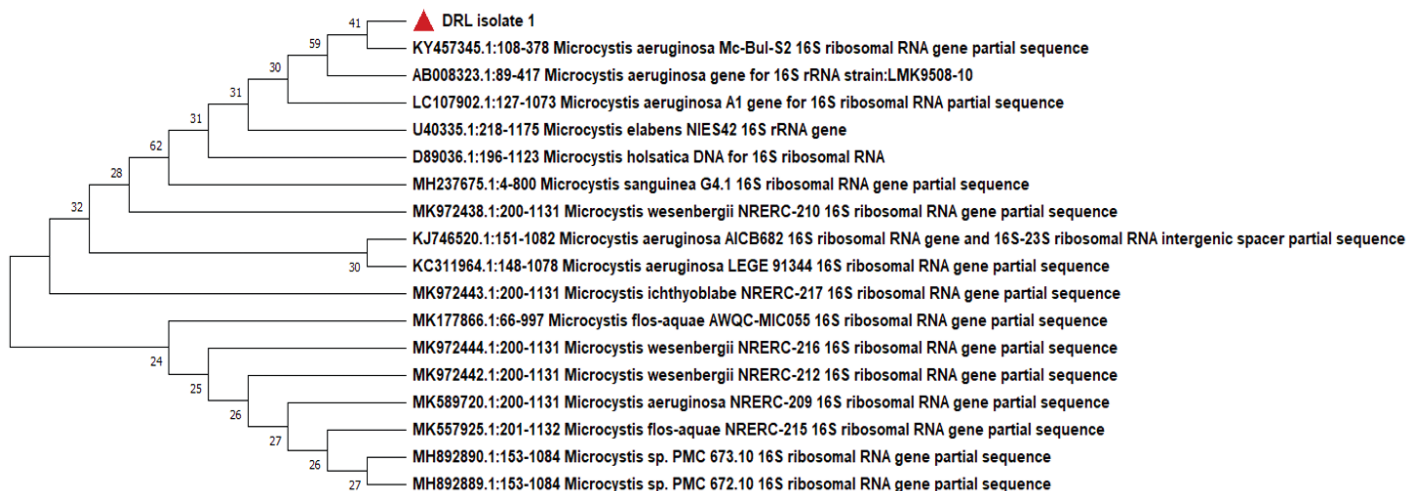 41
DRL isolate 1
59
KY457345.1:108-378 Microcystis aeruginosa Mc-Bul-S2 16S ribosomal RNA gene partial sequence
30
AB008323.1:89-417 Microcystis aeruginosa gene for 16S rRNA strain:LMK9508-10
31
LC107902.1:127-1073 Microcystis aeruginosa A1 gene for 16S ribosomal RNA partial sequence
31
U40335.1:218-1175 Microcystis elabens NIES42 16S rRNA gene
62
D89036.1:196-1123 Microcystis holsatica DNA for 16S ribosomal RNA
28
MH237675.1:4-800 Microcystis sanguinea G4.1 16S ribosomal RNA gene partial sequence
32
MK972438.1:200-1131 Microcystis wesenbergii NRERC-210 16S ribosomal RNA gene partial sequence
KJ746520.1:151-1082 Microcystis aeruginosa AICB682 16S ribosomal RNA gene and 16S-23S ribosomal RNA intergenic spacer partial sequence
30
KC311964.1:148-1078 Microcystis aeruginosa LEGE 91344 16S ribosomal RNA gene partial sequence
MK972443.1:200-1131 Microcystis ichthyoblabe NRERC-217 16S ribosomal RNA gene partial sequence
MK177866.1:66-997 Microcystis flos-aquae AWQC-MIC055 16S ribosomal RNA gene partial sequence
24
MK972444.1:200-1131 Microcystis wesenbergii NRERC-216 16S ribosomal RNA gene partial sequence
25
MK972442.1:200-1131 Microcystis wesenbergii NRERC-212 16S ribosomal RNA gene partial sequence
26
MK589720.1:200-1131 Microcystis aeruginosa NRERC-209 16S ribosomal RNA gene partial sequence
27
MK557925.1:201-1132 Microcystis flos-aquae NRERC-215 16S ribosomal RNA gene partial sequence
26
MH892890.1:153-1084 Microcystis sp. PMC 673.10 16S ribosomal RNA gene partial sequence
27
MH892889.1:153-1084 Microcystis sp. PMC 672.10 16S ribosomal RNA gene partial sequence